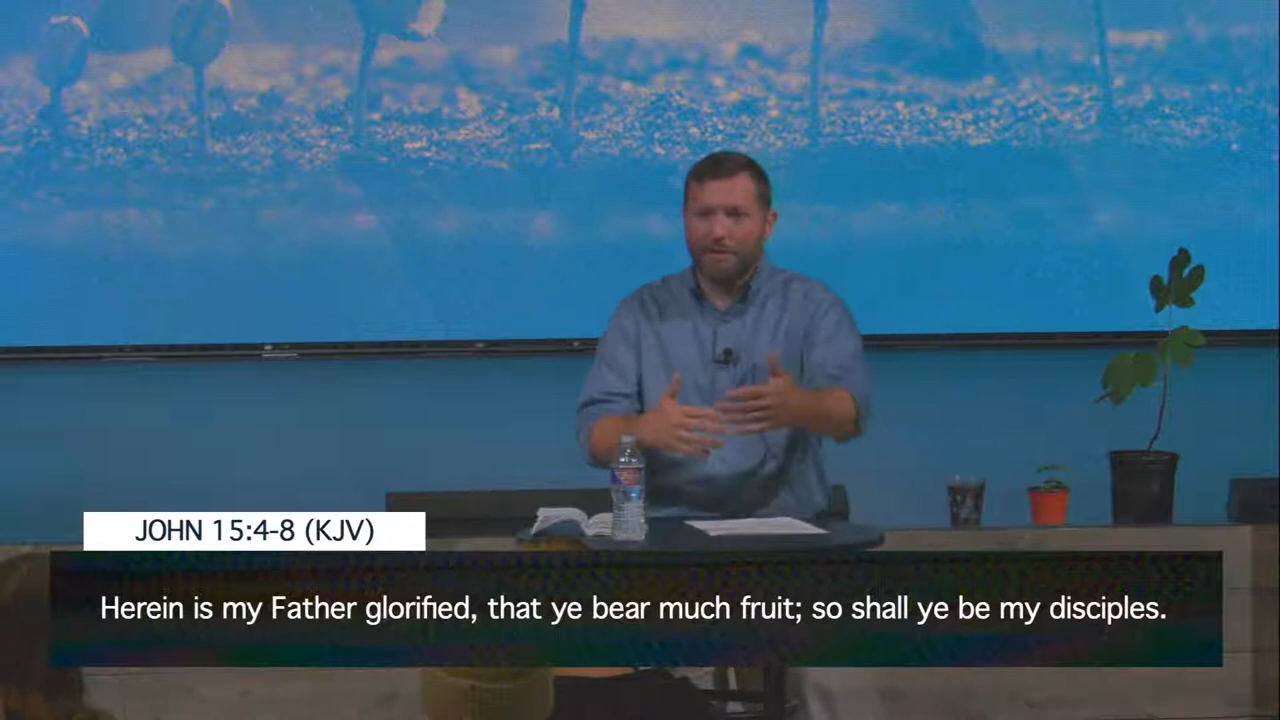 JOHN 15:4-8 (KJV)
Herein is my Father glorified, that ye bear much fruit; so shall ye be my disciples.